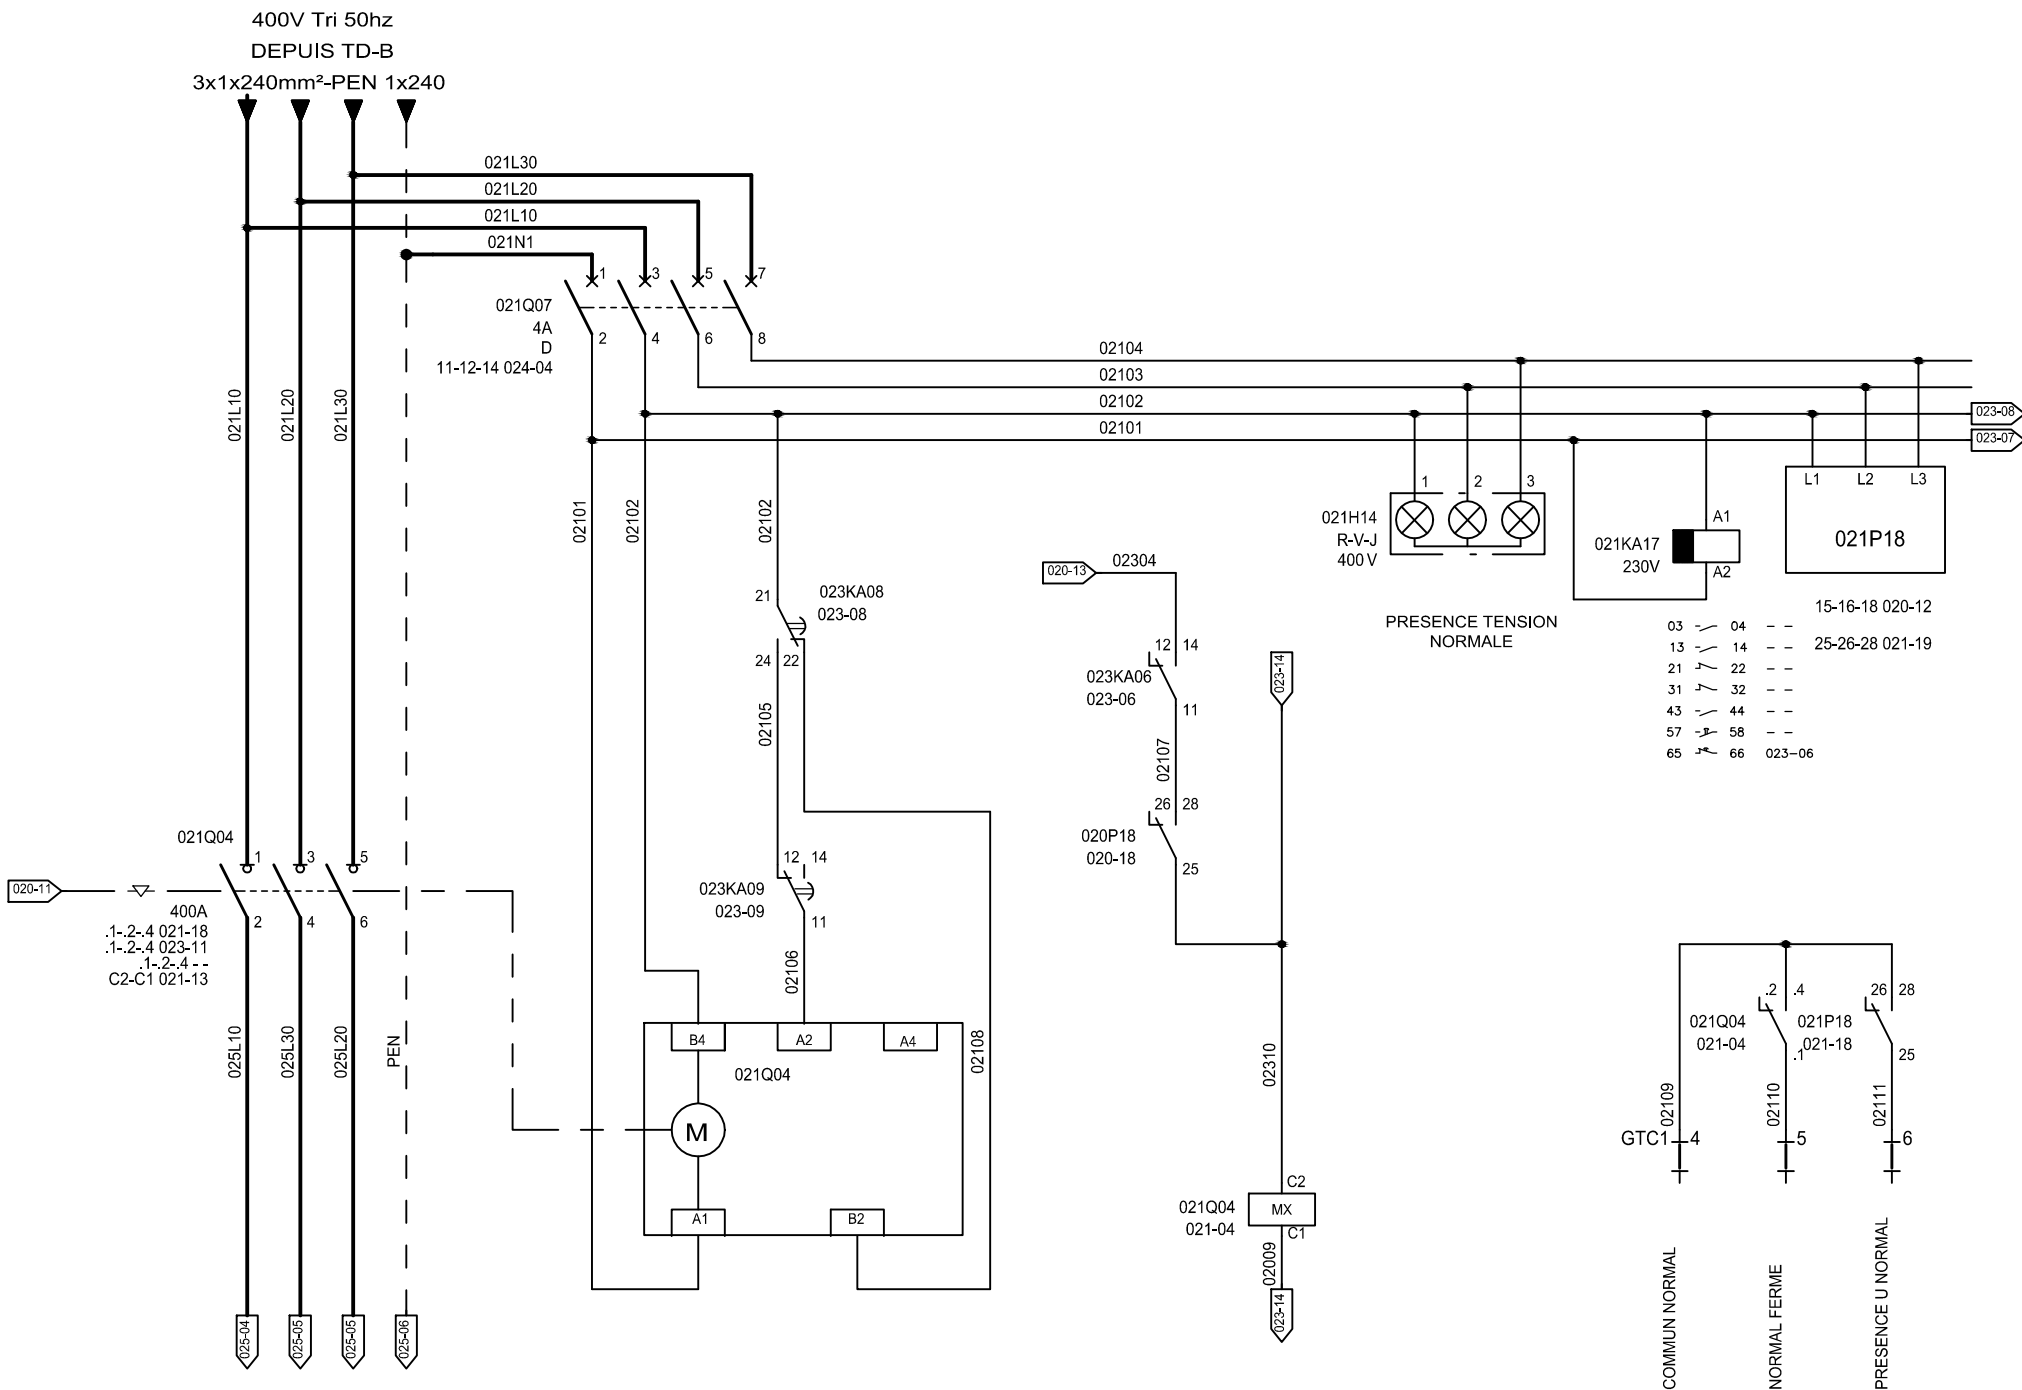 400V Tri 50hz
DEPUIS TD-B
3x1x240mm²-PEN 1x240
021L30
021L20
021L10
021N1
1
3
5
7
021Q07
4A
D
11-12-14 024-04
2
4
6
8
02104
02103
02102
02101
023-08
023-07
021L10
021L20
021L30
02101
02102
02102
1
2
3
021H14
R-V-J
400 V
PRESENCE TENSION
NORMALE
021KA17
230V
A1
A2
L1
L2
L3
021P18
15-16-18 020-12
25-26-28 021-19
03 04 - -
13 14 - -
21 22 - -
31 32 - -
43 44 - -
57 58 - -
65 66 023-06
020-13
02304
21
023KA08
023-08
24
22
02105
12
14
023KA06
023-06
11
02107
26
28
020P18
020-18
25
023-14
021Q04
1
3
5
020-11
400A
2
4
6
.1-.2-.4 021-18
.1-.2-.4 023-11
.1-.2-.4 - -
C2-C1 021-13
12
14
023KA09
023-09
11
02106
025L10
025L30
025L20
PEN
B4
A2
A4
021Q04
M
A1
B2
02108
02310
C2
021Q04
021-04
MX
C1
02009
023-14
.2
.4
021Q04
021-04
.1
26
28
021P18
021-18
25
02109
02110
02111
GTC1
4
5
6
COMMUN NORMAL
NORMAL FERME
PRESENCE U NORMAL
025-04
025-05
025-05
025-06